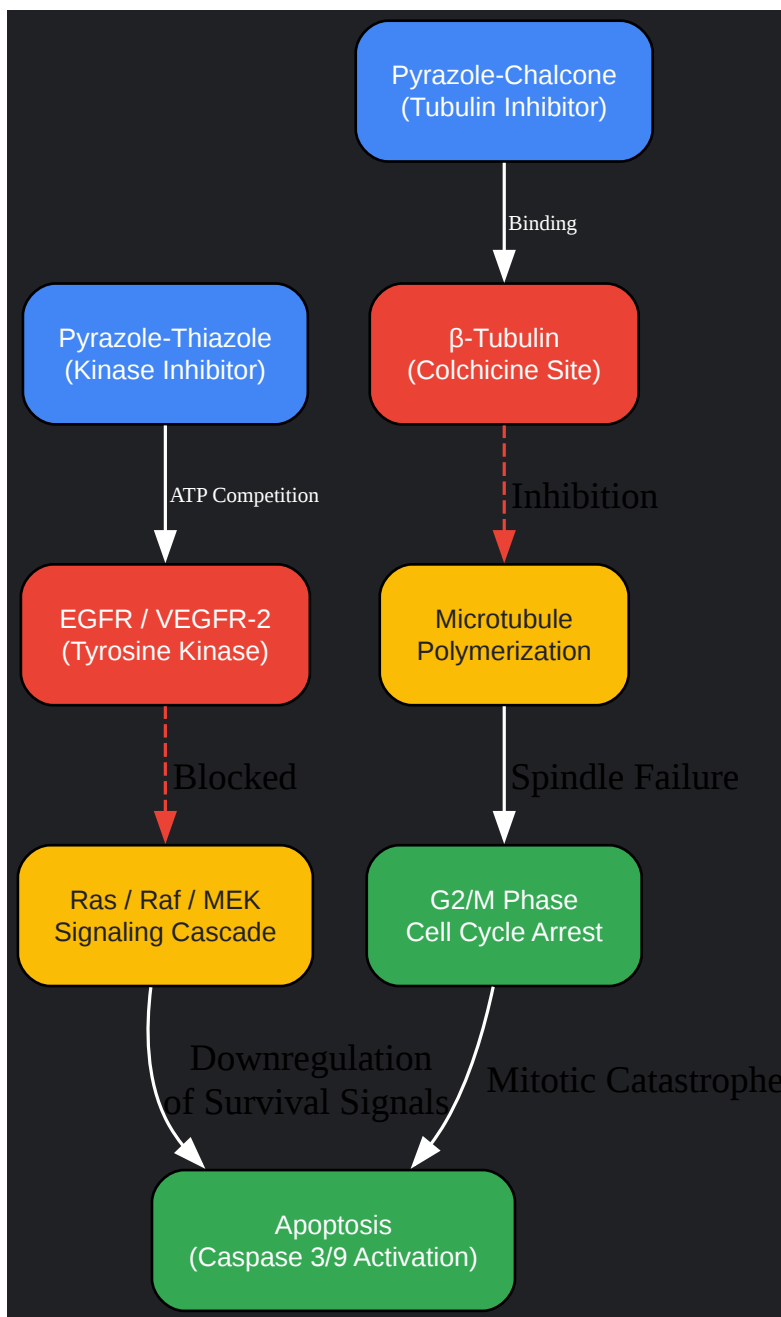 Pyrazole-Chalcone
(Tubulin Inhibitor)
Binding
Pyrazole-Thiazole
(Kinase Inhibitor)
β-Tubulin
(Colchicine Site)
ATP Competition
Inhibition
EGFR / VEGFR-2
(Tyrosine Kinase)
Microtubule
Polymerization
Blocked
Spindle Failure
Ras / Raf / MEK
Signaling Cascade
G2/M Phase
Cell Cycle Arrest
Downregulation
of Survival Signals
Mitotic Catastrophe
Apoptosis
(Caspase 3/9 Activation)